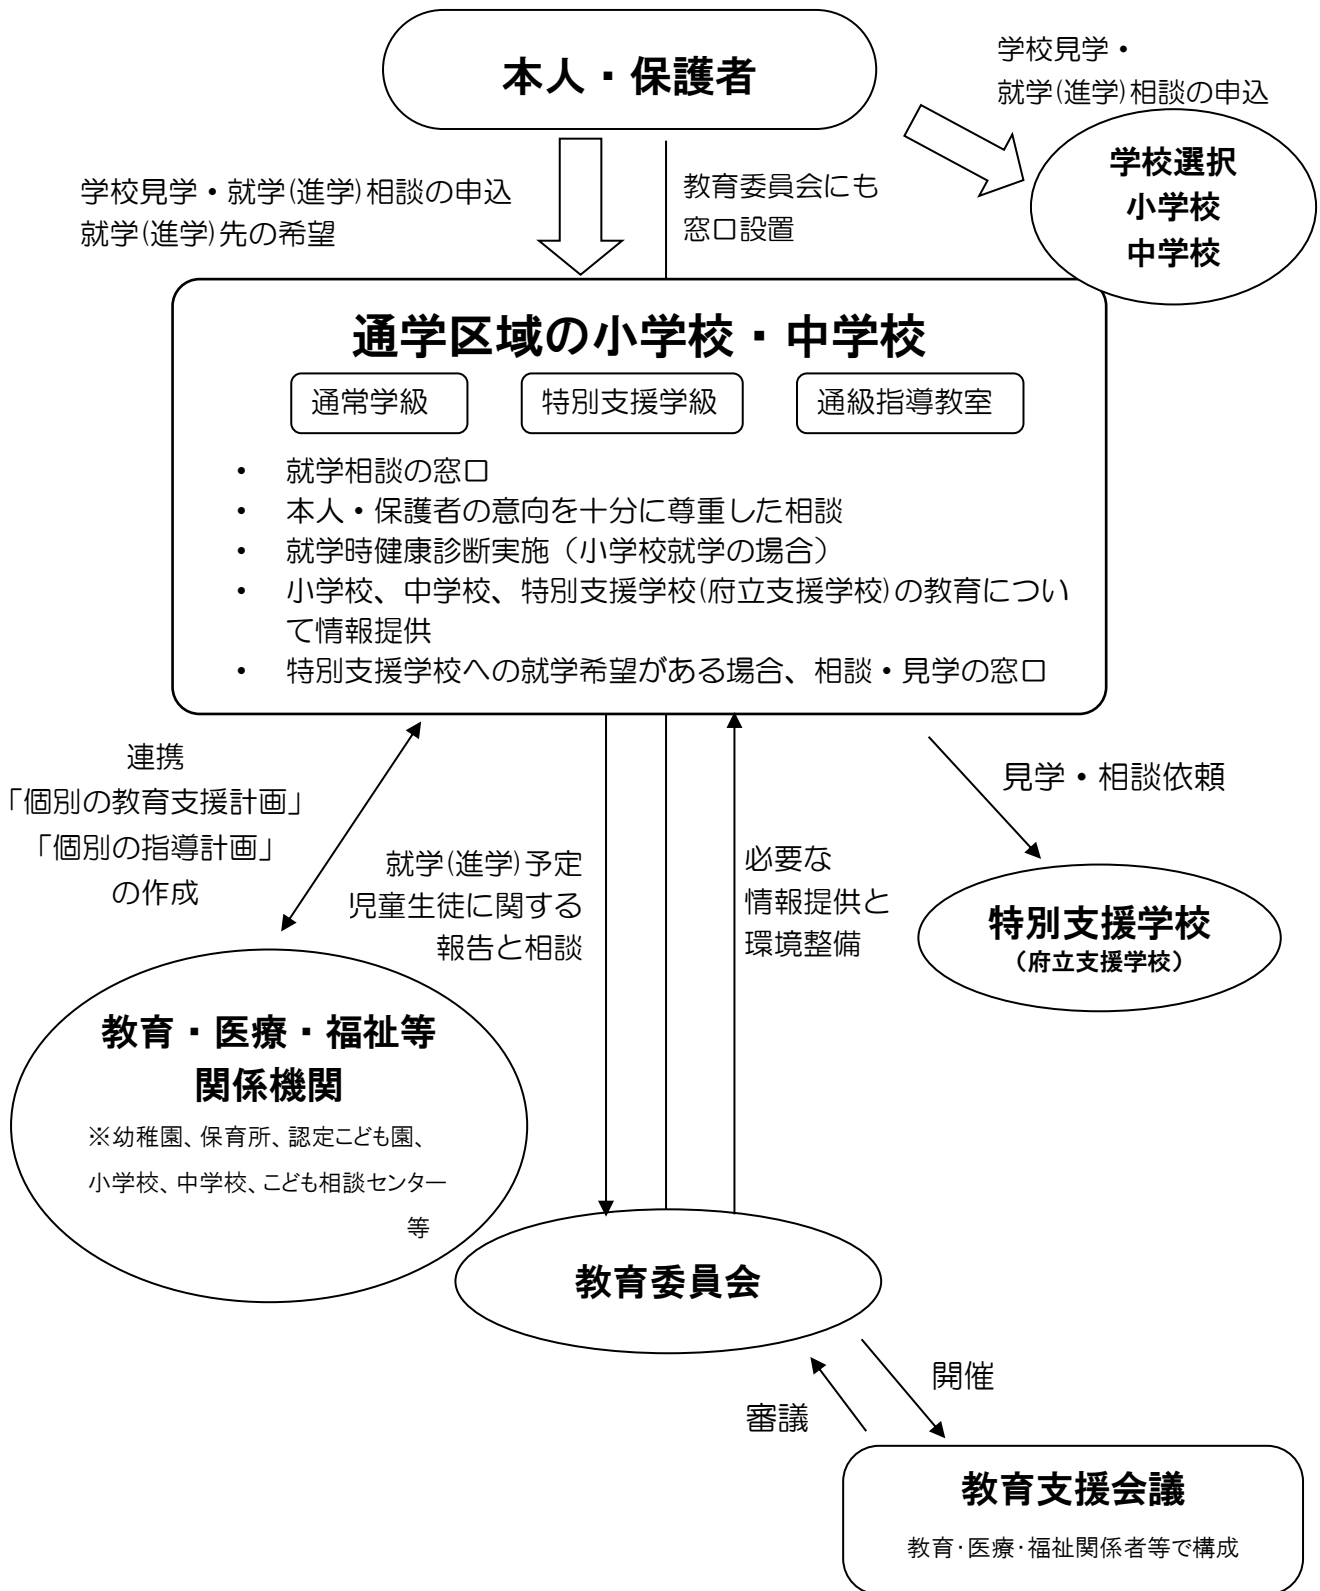 本人・保護者
学校見学・
就学(進学)相談の申込
学校選択
小学校
中学校
学校見学・就学(進学)相談の申込
就学(進学)先の希望
教育委員会にも
窓口設置
通学区域の小学校・中学校
通常学級
特別支援学級
通級指導教室
・ 就学相談の窓口
・ 本人・保護者の意向を十分に尊重した相談
・ 就学時健康診断実施（小学校就学の場合）
・ 小学校、中学校、特別支援学校(府立支援学校)の教育につい
て情報提供
・ 特別支援学校への就学希望がある場合、相談・見学の窓口
連携
「個別の教育支援計画」
「個別の指導計画」
の作成
就学(進学)予定
児童生徒に関する
報告と相談
必要な
情報提供と
環境整備
見学・相談依頼
特別支援学校
（府立支援学校）
教育・医療・福祉等
関係機関
※幼稚園、保育所、認定こども園、
小学校、中学校、こども相談センター
等
教育委員会
開催
審議
教育支援会議
教育・医療・福祉関係者等で構成